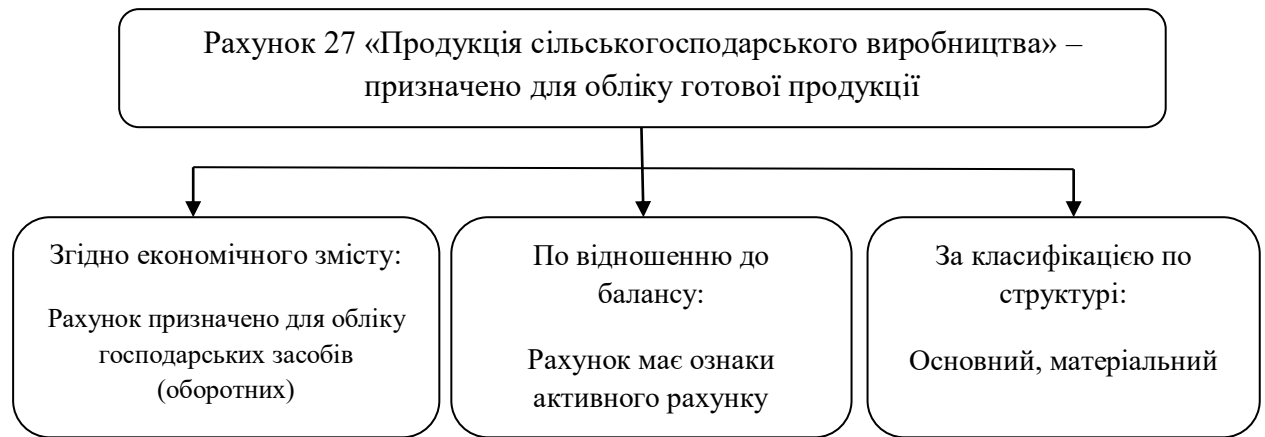 Рахунок 27 «Продукція сільськогосподарського виробництва» –
призначено для обліку готової продукції
Згідно економічного змісту:
Рахунок призначено для обліку
господарських засобів
(оборотних)
По відношенню до
балансу:
Рахунок має ознаки
активного рахунку
За класифікацією по
структурі:
Основний, матеріальний